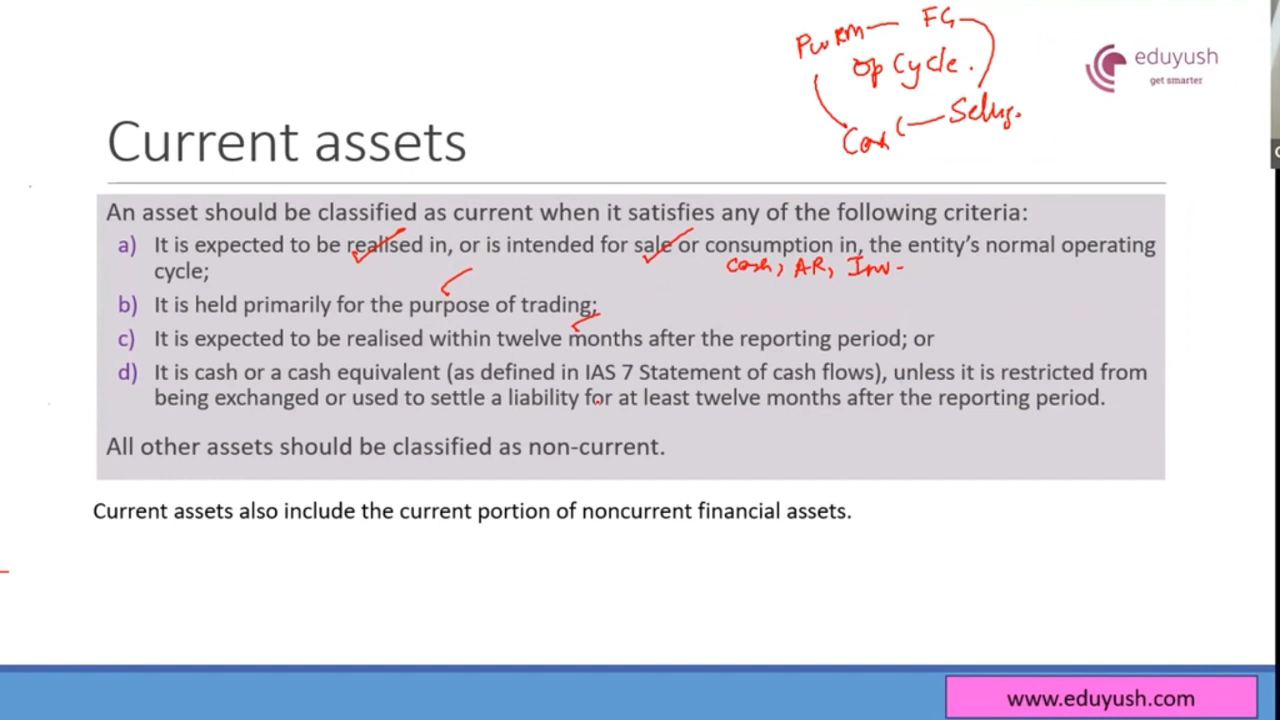 FG
Op Cycle.
eduyush
get smarter
Selling.
Cash
Current assets
An asset should be classified as current when it satisfies any of the following criteria:
a) It is expected to be realised in, or is intended for sale or consumption in, the entity's normal operating
cycle;
Cash, AR, Inv-
b) It is held primarily for the purpose of trading;
c) It is expected to be realised within twelve months after the reporting period; or
d) It is cash or a cash equivalent (as defined in IAS 7 Statement of cash flows), unless it is restricted from
being exchanged or used to settle a liability for at least twelve months after the reporting period.
All other assets should be classified as non-current.
Current assets also include the current portion of noncurrent financial assets.
www.eduyush.com